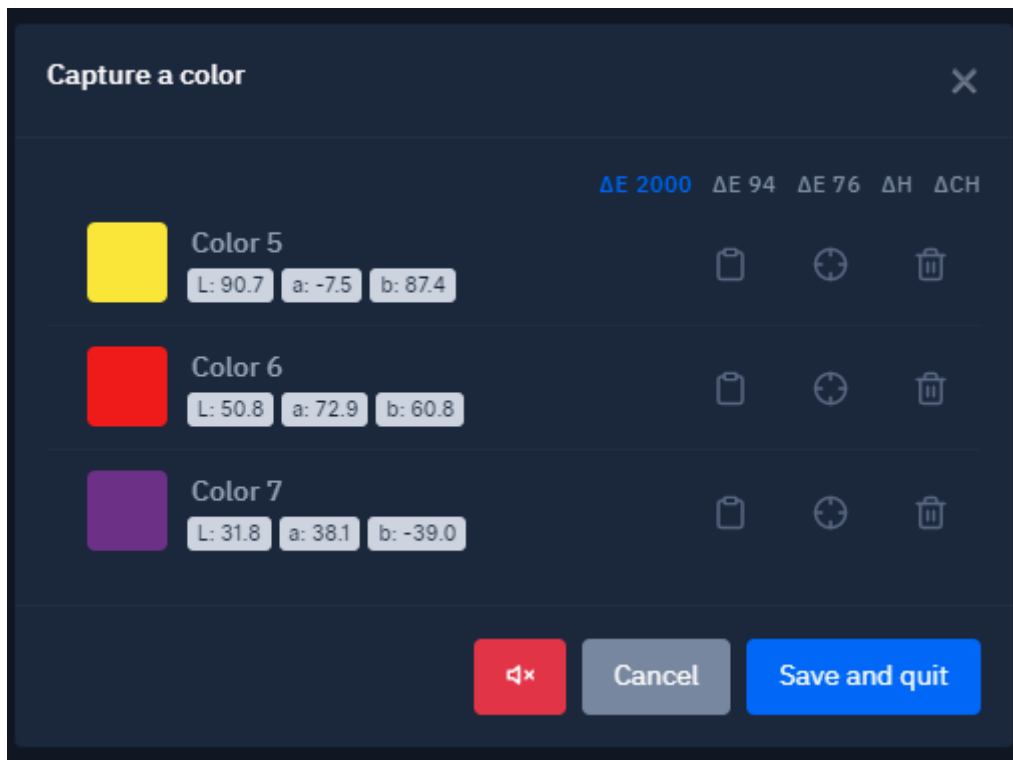 Capture a color
ΔE 2000 ΔE 94 ΔE 76 ΔH ΔCH
Color 5
L: 90.7 a: -7.5 b: 87.4
Color 6
L: 50.8 a: 72.9 b: 60.8
Color 7
L: 31.8 a: 38.1 b: -39.0
Cancel Save and quit